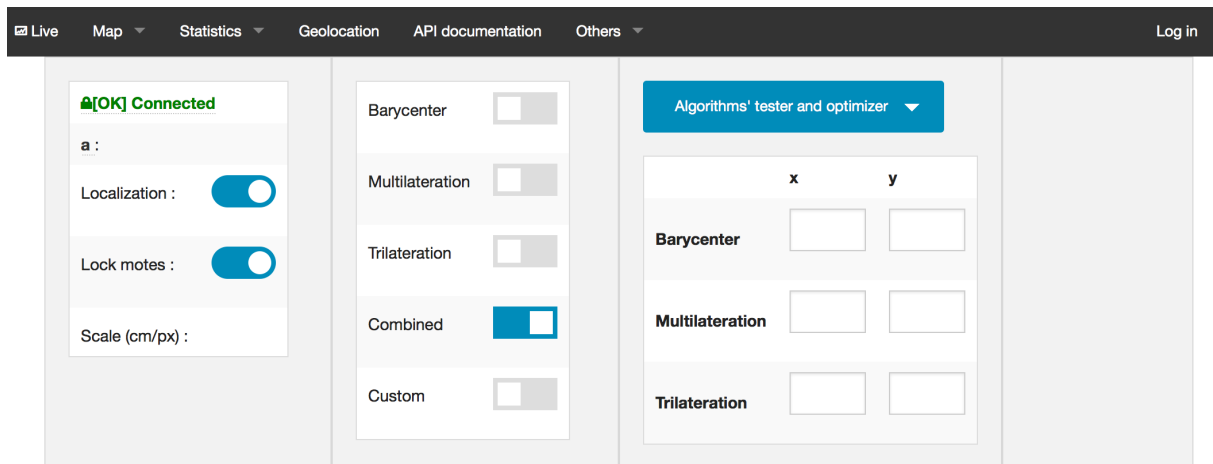 Live Map Statistics Geolocation API documentation Others Log in
[OK] Connected
a :
Localization :
Lock motes :
Scale (cm/px) :
Barycenter
Multilateration
Trilateration
Combined
Custom
Algorithms' tester and optimizer
x y
Barycenter
Multilateration
Trilateration